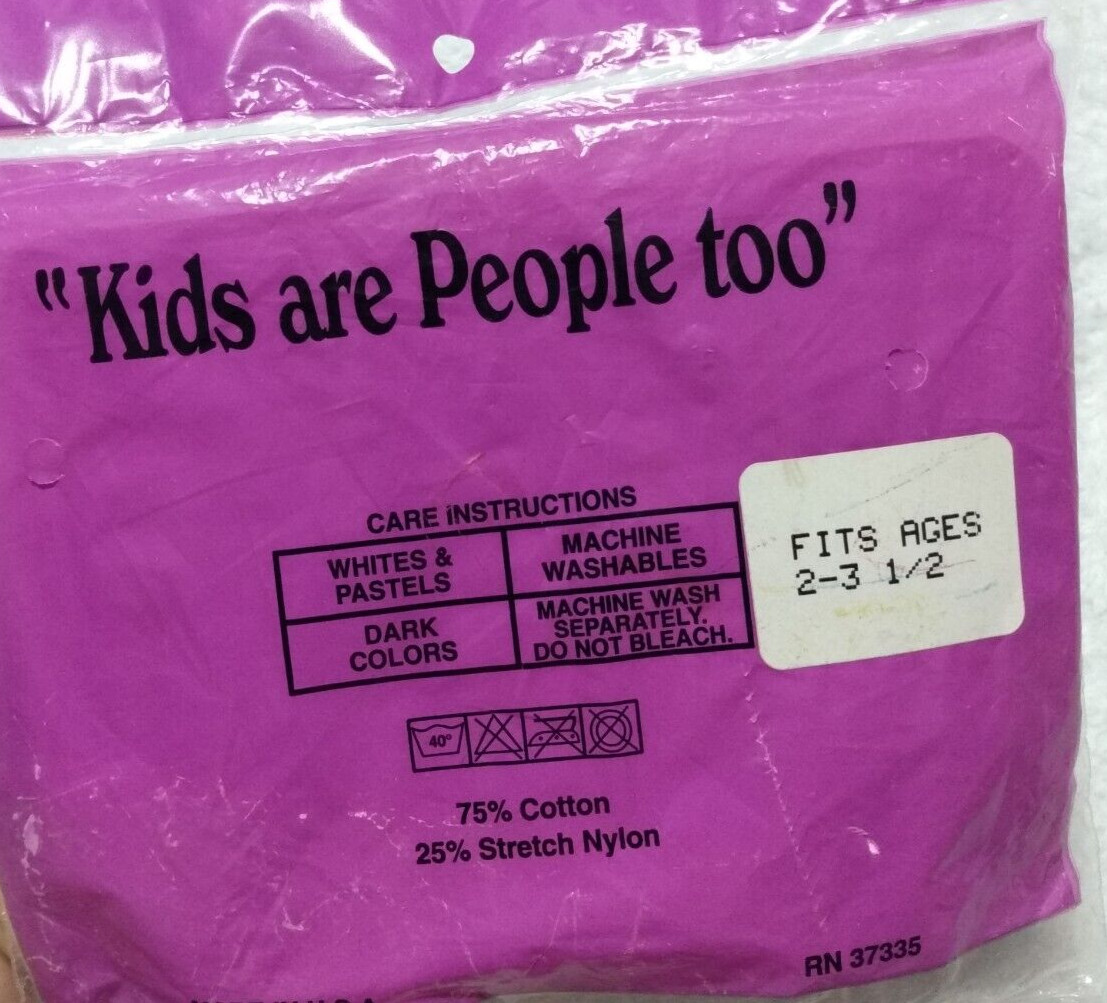 "Kids are People too"
CARE INSTRUCTIONS
WHITES &
PASTELS
MACHINE
WASHABLES
DARK
COLORS
MACHINE WASH
SEPARATELY.
DO NOT BLEACH.
FITS AGES
2-3 1/2
40°
75% Cotton
25% Stretch Nylon
RN 37335